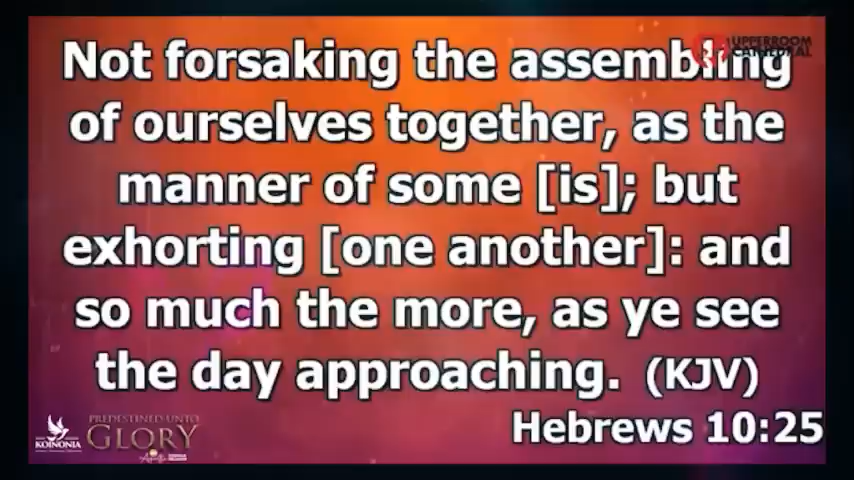 UPPERROOM
CATHEDRAL
Not forsaking the assembling
of ourselves together, as the
manner of some [is]; but
exhorting [one another]: and
so much the more, as ye see
the day approaching. (KJV)
Hebrews 10:25
KOINONIA
PREDESTINED UNTO
GLORY